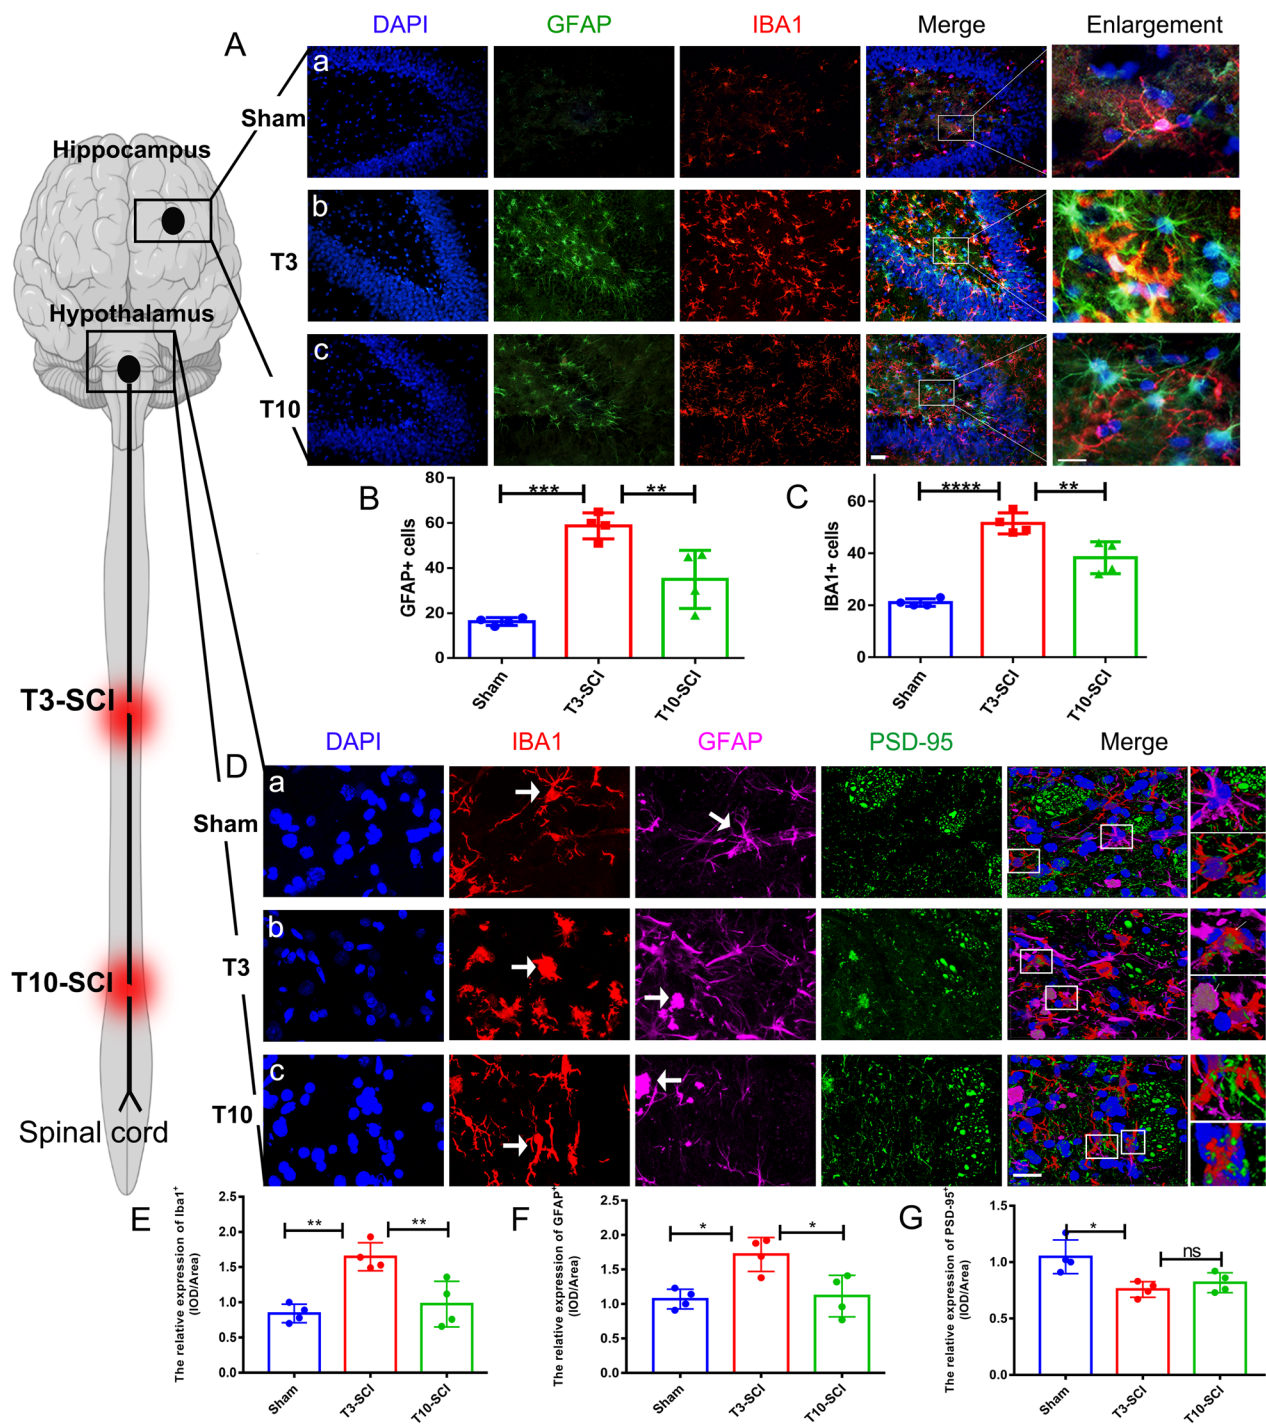 A
DAPI GFAP IBA1 Merge Enlargement
a
Sham
b
T3
c
T10
Hippocampus
Hypothalamus
T3-SCI
T10-SCI
Spinal cord
B
GFAP+ cells
80
60
40
20
0
*** **
Sham T3-SCI T10-SCI
C
IBA1+ cells
60
40
20
0
**** **
Sham T3-SCI T10-SCI
D
DAPI IBA1 GFAP PSD-95 Merge
a
Sham
b
T3
c
T10
E
The relative expression of Iba1+
(IOD/Area)
2.5
2.0
1.5
1.0
0.5
0.0
** **
Sham T3-SCI T10-SCI
F
The relative expression of GFAP+
(IOD/Area)
2.5
2.0
1.5
1.0
0.5
0.0
* *
Sham T3-SCI T10-SCI
G
The relative expression of PSD-95+
(IOD/Area)
1.5
1.0
0.5
0.0
* ns
Sham T3-SCI T10-SCI